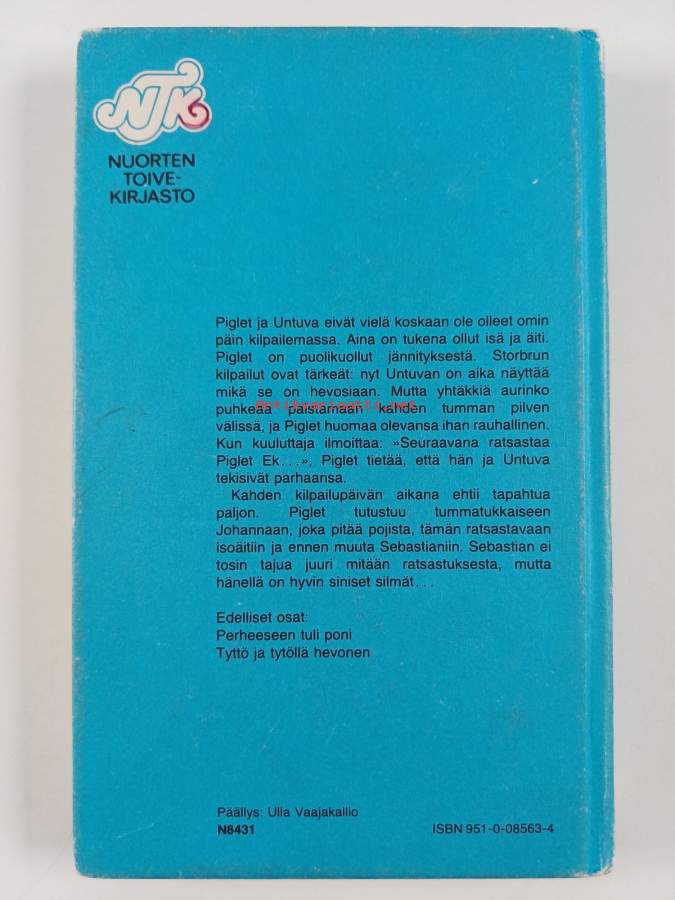 NTK
NUORTEN
TOIVE-
KIRJASTO
Piglet ja Untuva eivät vielä koskaan ole olleet omin
päin kilpailemassa. Aina on tukena ollut isä ja äiti.
Piglet on puolikuollut jännityksestä. Storbrun
kilpailut ovat tärkeät: nyt Untuvan on aika näyttää
mikä se on hevosiaan. Mutta yhtäkkiä aurinko
Antikvariaatti.net
puhkeaa paistamaan kahden tumman pilven
välissä, ja Piglet huomaa olevansa ihan rauhallinen.
Kun kuuluttaja ilmoittaa: »Seuraavana ratsastaa
Piglet Ek...», Piglet tietää, että hän ja Untuva
tekisivät parhaansa.
Kahden kilpailupäivän aikana ehtii tapahtua
paljon. Piglet tutustuu tummatukkaiseen
Johannaan, joka pitää pojista, tämän ratsastavaan
isoäitiin ja ennen muuta Sebastianiin. Sebastian ei
tosin tajua juuri mitään ratsastuksesta, mutta
hänellä on hyvin siniset silmät...
Edelliset osat:
Perheeseen tuli poni
Tyttö ja tytöllä hevonen
Päällys: Ulla Vaajakallio
N8431 ISBN 951-0-08563-4